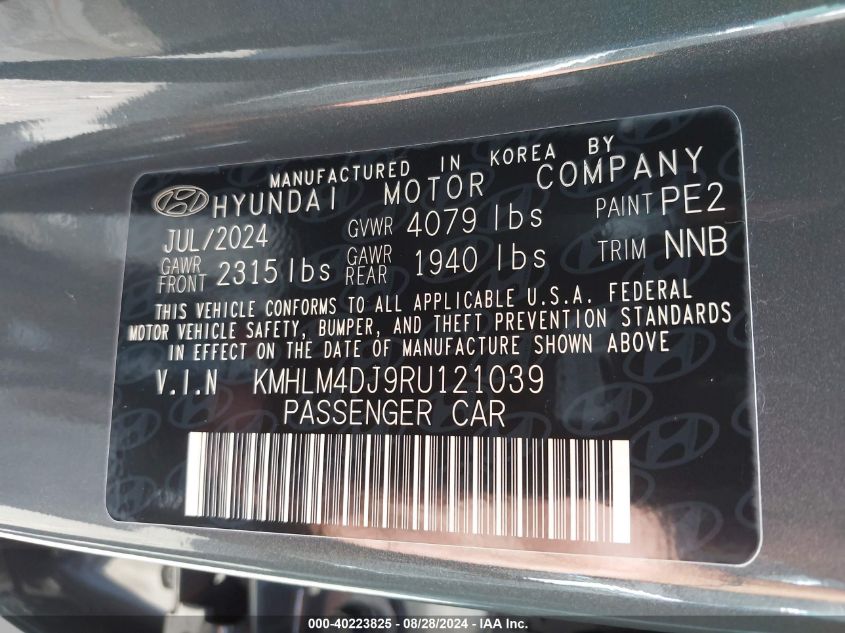 MANUFACTURED IN KOREA BY
HYUNDAI MOTOR COMPANY
JUL/2024 GVWR 4079 lbs PAINT PE2
GAWR FRONT 2315 lbs GAWR REAR 1940 lbs TRIM NNB
THIS VEHICLE CONFORMS TO ALL APPLICABLE U.S.A. FEDERAL
MOTOR VEHICLE SAFETY, BUMPER, AND THEFT PREVENTION STANDARDS
IN EFFECT ON THE DATE OF MANUFACTURE SHOWN ABOVE
V.I.N KMHLM4DJ9RU121039
PASSENGER CAR
000-40223825 - 08/28/2024 - IAA Inc.